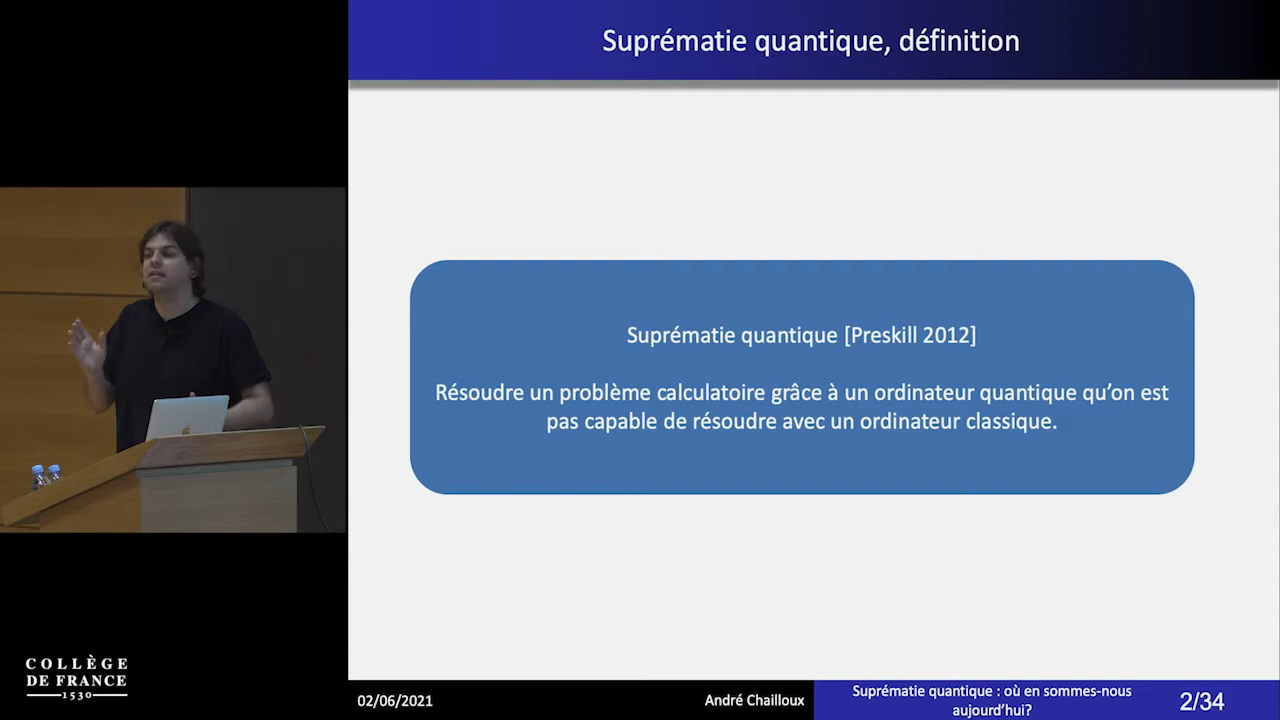 Suprématie quantique, définition
Suprématie quantique [Preskill 2012]
Résoudre un problème calculatoire grâce à un ordinateur quantique qu'on est
pas capable de résoudre avec un ordinateur classique.
COLLÈGE
DE FRANCE
1530
02/06/2021
André Chailloux
Suprématie quantique : où en sommes-nous
aujourd'hui?
2/34